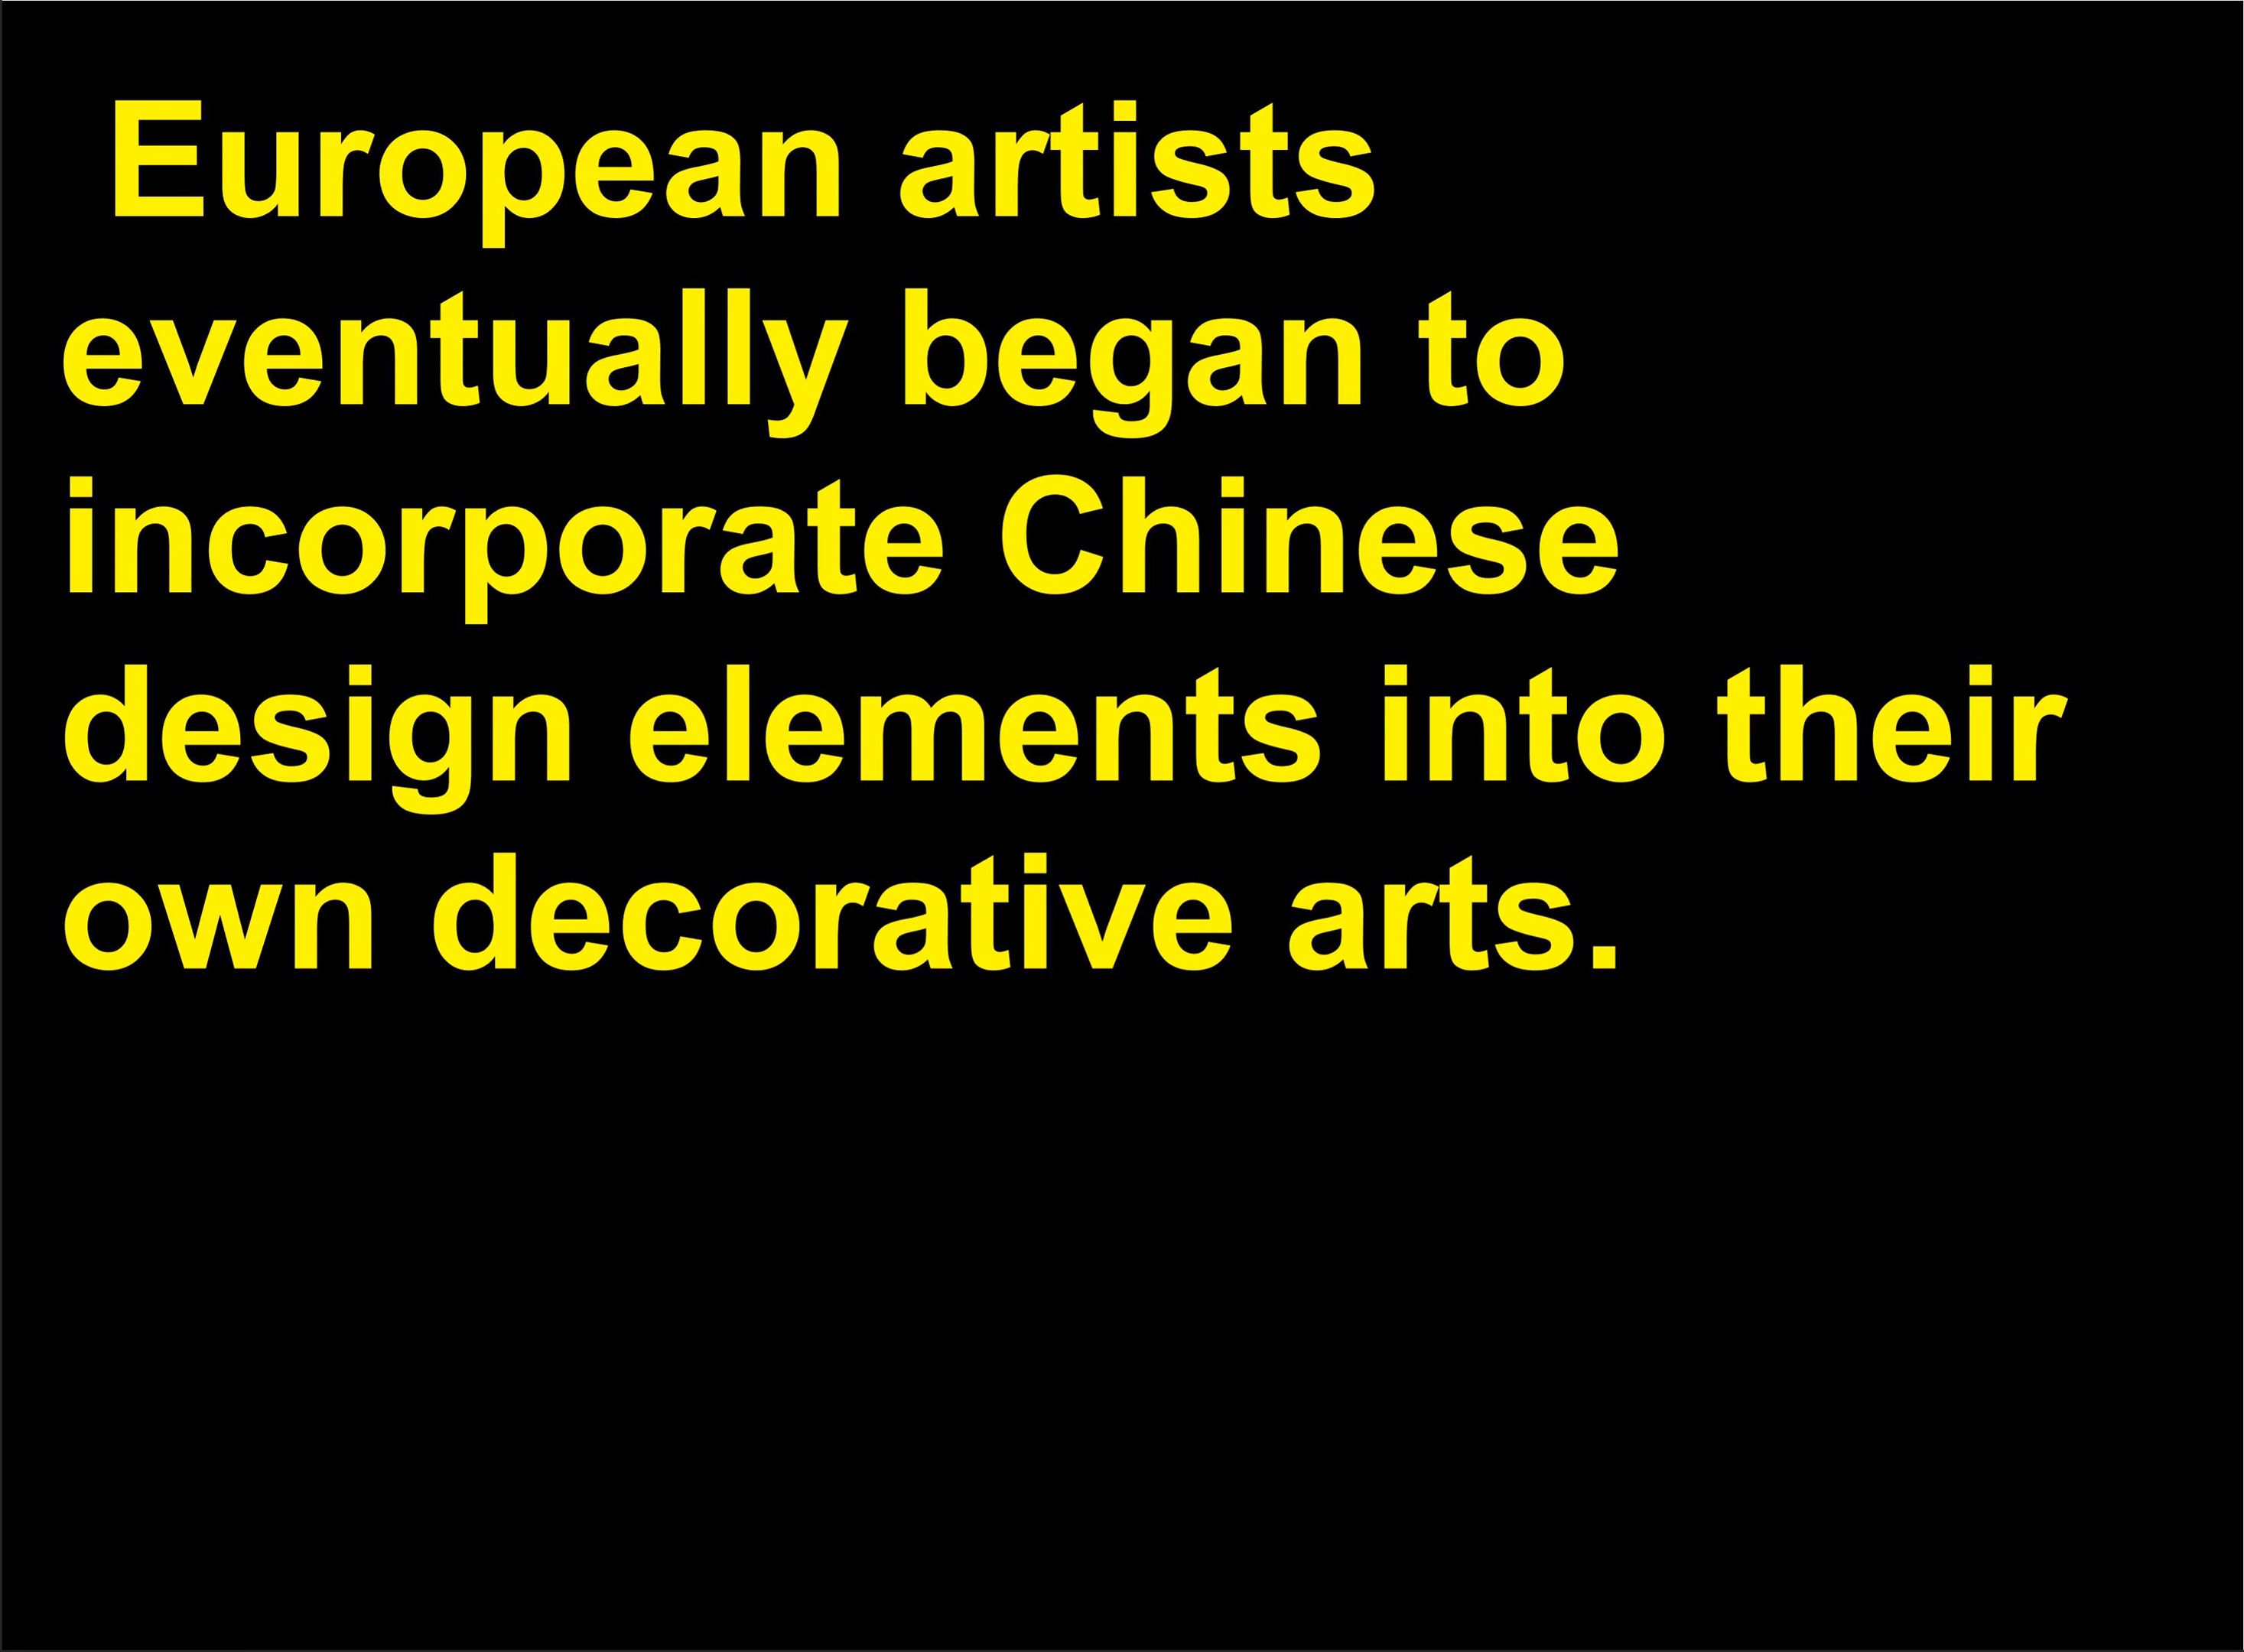 European artists
eventually began to
incorporate Chinese
design elements into their
own decorative arts.